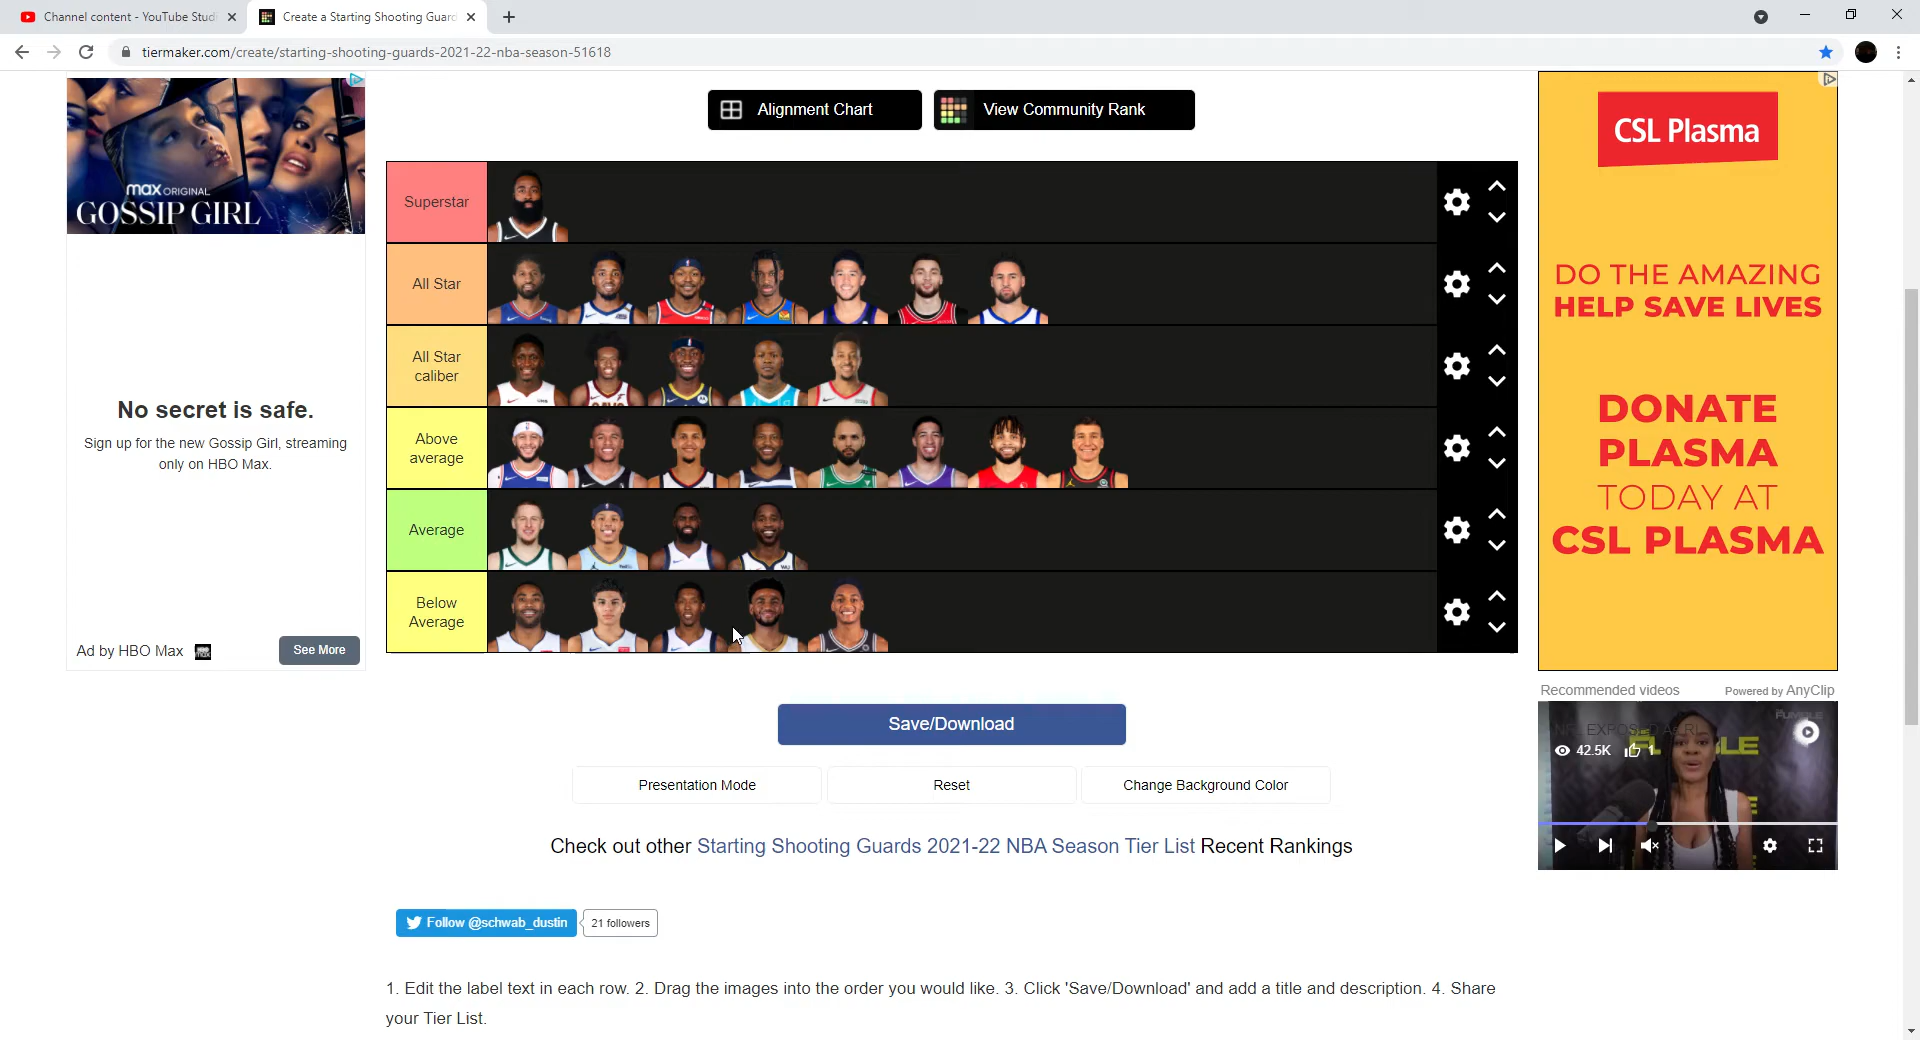 Channel content - YouTube Studi
Create a Starting Shooting Guard
tiermaker.com/create/starting-shooting-guards-2021-22-nba-season-51618
max ORIGINAL
GOSSIP GIRL
No secret is safe.
Sign up for the new Gossip Girl, streaming
only on HBO Max.
Ad by HBO Max
See More
Alignment Chart
View Community Rank
Superstar
All Star
All Star
caliber
Above
average
Average
Below
Average
Save/Download
Presentation Mode
Reset
Change Background Color
Check out other Starting Shooting Guards 2021-22 NBA Season Tier List Recent Rankings
Follow @schwab_dustin
21 followers
1. Edit the label text in each row. 2. Drag the images into the order you would like. 3. Click 'Save/Download' and add a title and description. 4. Share
your Tier List.
CSL Plasma
DO THE AMAZING
HELP SAVE LIVES
DONATE
PLASMA
TODAY AT
CSL PLASMA
Recommended videos
Powered by AnyClip
42.5K
1